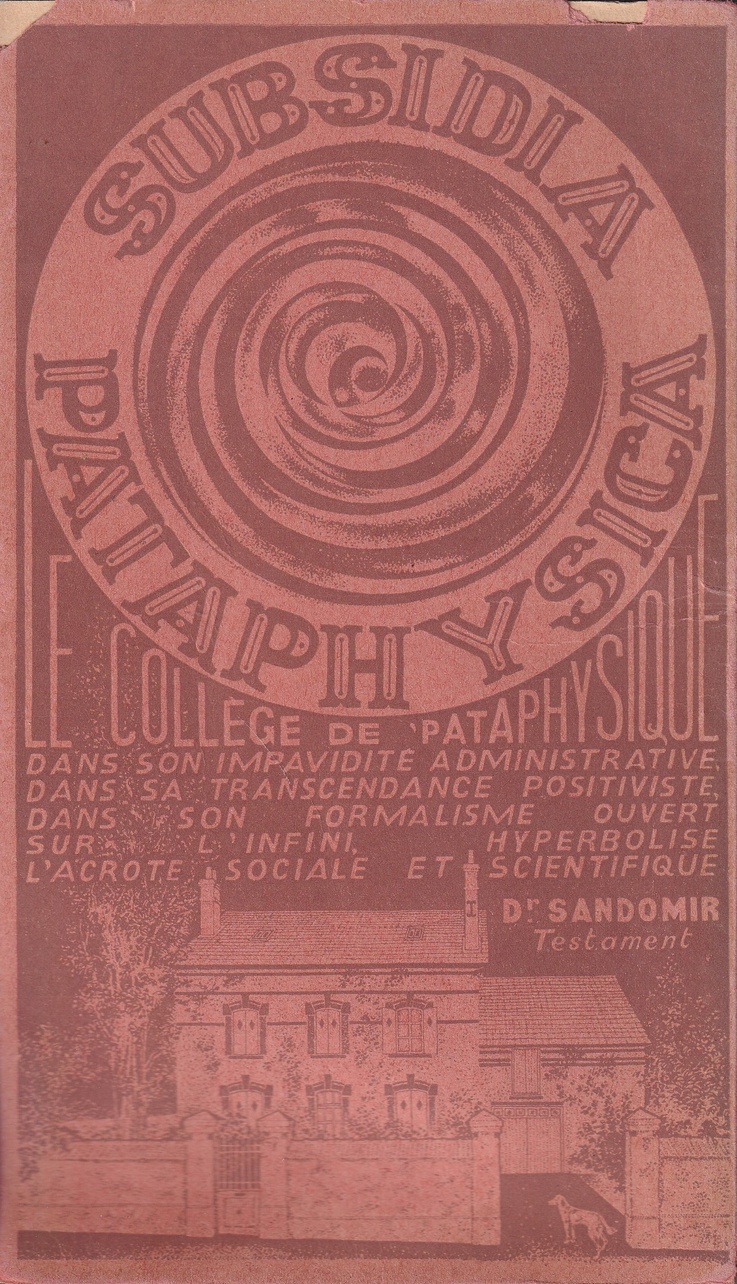 SUBSIDIA
PATAPHYSICA
LE COLLÈGE DE 'PATAPHYSIQUE
DANS SON IMPAVIDITÉ ADMINISTRATIVE,
DANS SA TRANSCENDANCE POSITIVISTE,
DANS SON FORMALISME OUVERT
SUR L'INFINI, HYPERBOLISE
L'ACROTE SOCIALE ET SCIENTIFIQUE
Dr SANDOMIR
Testament